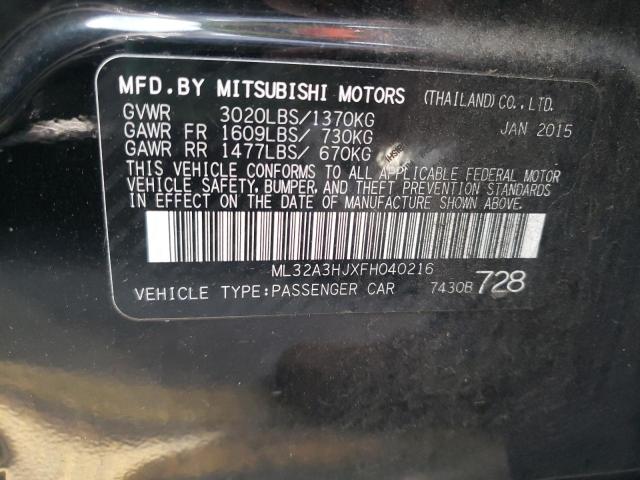 MFD.BY MITSUBISHI MOTORS (THAILAND) CO., LTD.
GVWR 3020LBS/1370KG JAN 2015
GAWR FR 1609LBS/ 730KG
GAWR RR 1477LBS/ 670KG
THIS VEHICLE CONFORMS TO ALL APPLICABLE FEDERAL MOTOR
VEHICLE SAFETY, BUMPER, AND THEFT PREVENTION STANDARDS
IN EFFECT ON THE DATE OF MANUFACTURE SHOWN ABOVE.
ML32A3HJXFH040216
VEHICLE TYPE:PASSENGER CAR 7430B 728